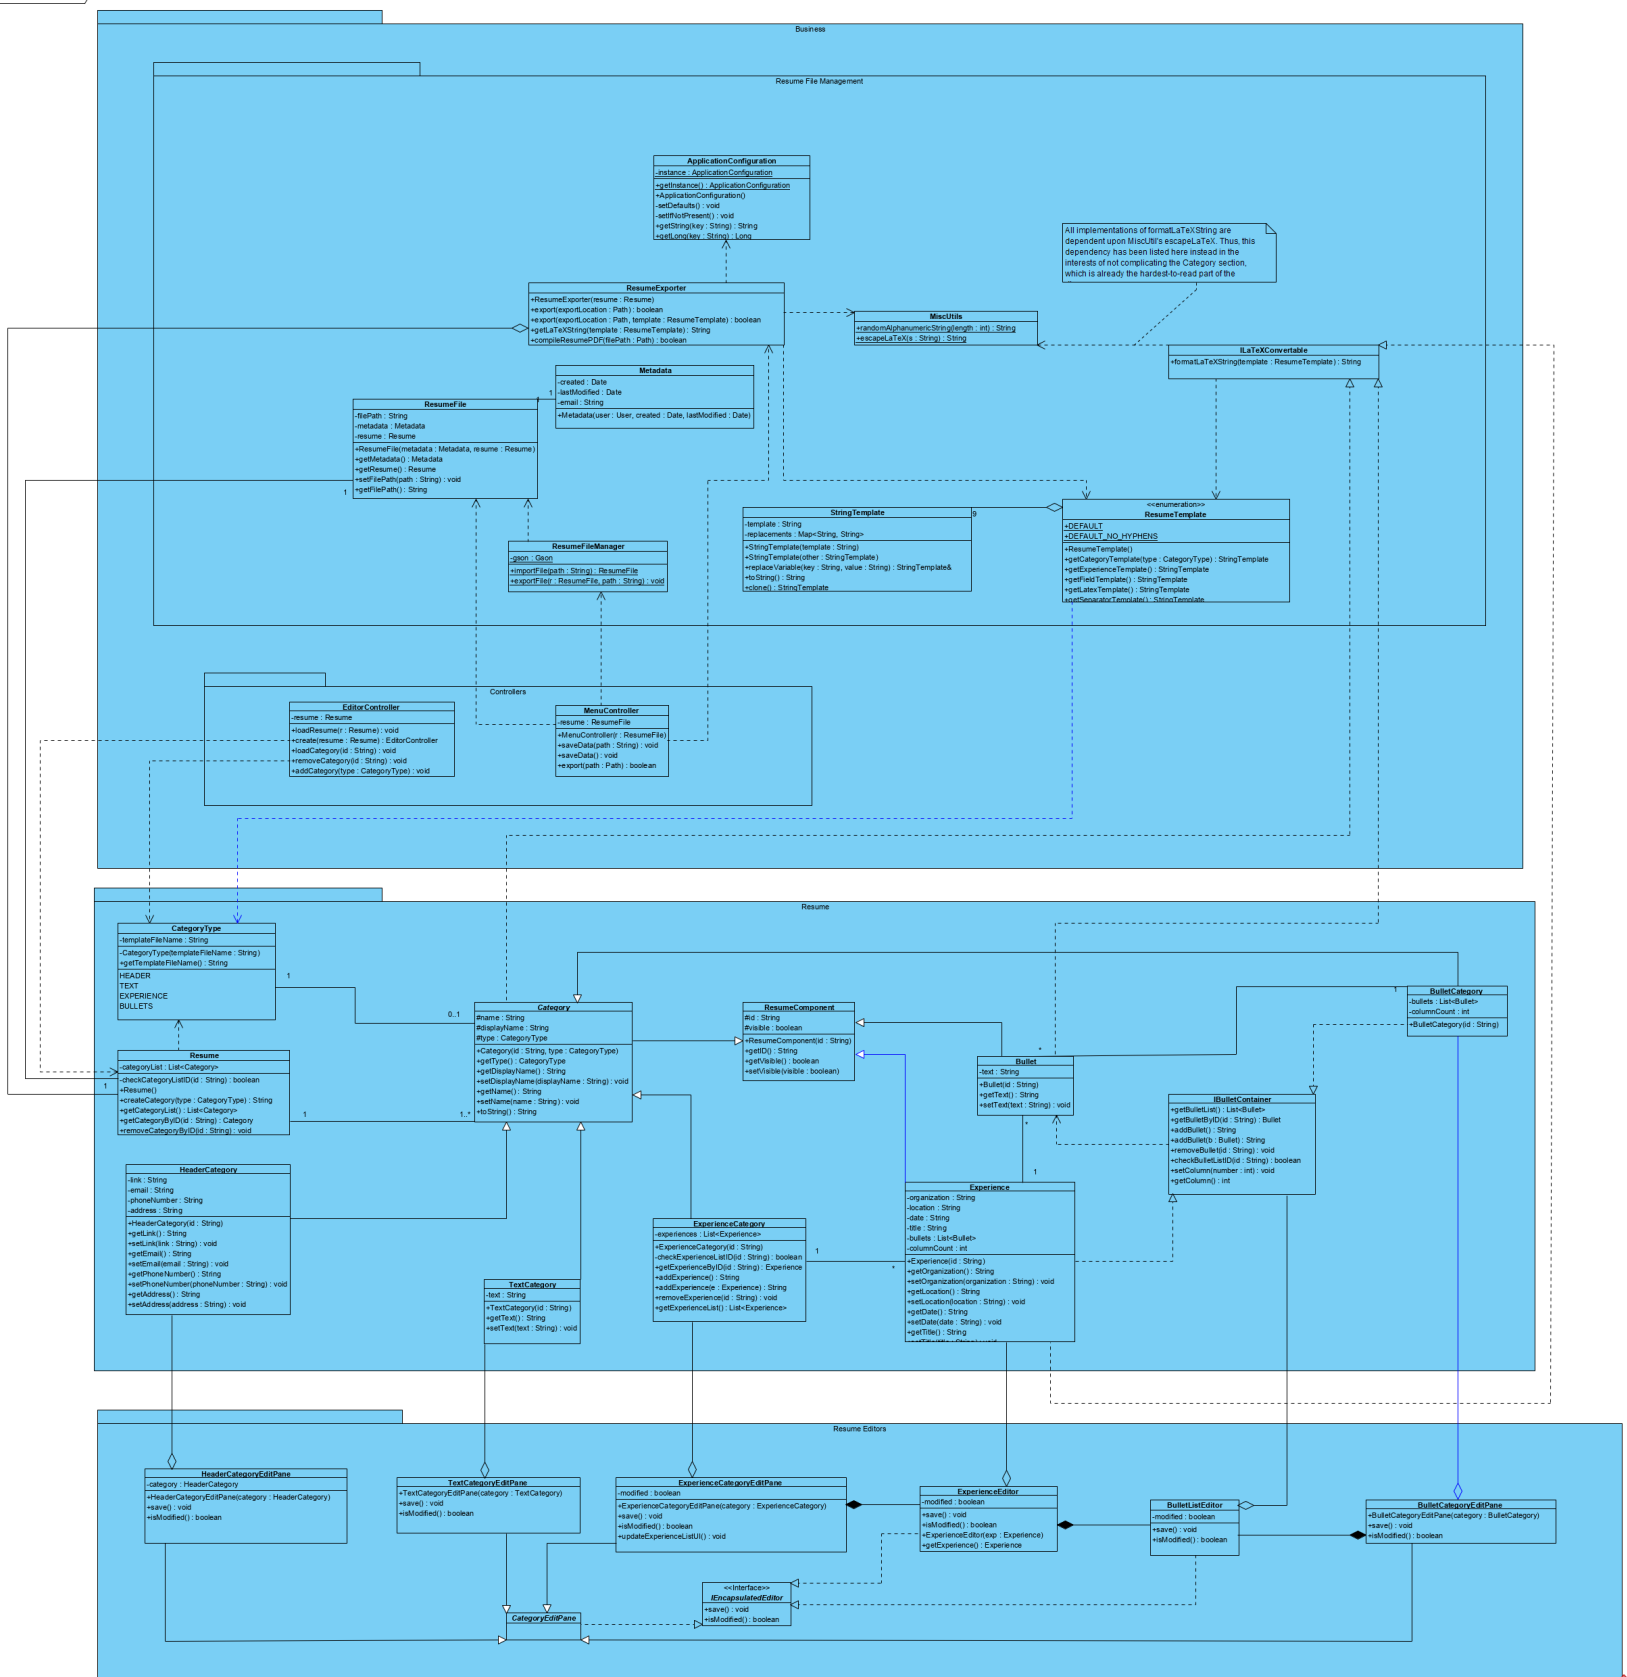 Business
Resume File Management
ApplicationConfiguration
-instance : ApplicationConfiguration
+getInstance() : ApplicationConfiguration
+ApplicationConfiguration()
-setDefaults() : void
-setIfNotPresent() : void
+getString(key : String) : String
+getLong(key : String) : Long
All implementations of formatLaTeXString are
dependent upon MiscUtil's escapeLaTeX. Thus, this
dependency has been listed here instead in the
interests of not complicating the Category section,
which is already the hardest-to-read part of the
ResumeExporter
+ResumeExporter(resume : Resume)
+export(exportLocation : Path) : boolean
+export(exportLocation : Path, template : ResumeTemplate) : boolean
+getLaTeXString(template : ResumeTemplate) : String
+compileResumePDF(filePath : Path) : boolean
MiscUtils
+randomAlphanumericString(length : int) : String
+escapeLaTeX(s : String) : String
ILaTeXConvertable
+formatLaTeXString(template : ResumeTemplate) : String
Metadata
-created : Date
-lastModified : Date
-email : String
+Metadata(user : User, created : Date, lastModified : Date)
1
1
ResumeFile
-filePath : String
-metadata : Metadata
-resume : Resume
+ResumeFile(metadata : Metadata, resume : Resume)
+getMetadata() : Metadata
+getResume() : Resume
+setFilePath(path : String) : void
+getFilePath() : String
1
StringTemplate
-template : String
-replacements : Map<String, String>
+StringTemplate(template : String)
+StringTemplate(other : StringTemplate)
+replaceVariable(key : String, value : String) : StringTemplate&
+toString() : String
+clone() : StringTemplate
9
<<enumeration>>
ResumeTemplate
+DEFAULT
+DEFAULT_NO_HYPHENS
+ResumeTemplate()
+getCategoryTemplate(type : CategoryType) : StringTemplate
+getExperienceTemplate() : StringTemplate
+getFieldTemplate() : StringTemplate
+getLatexTemplate() : StringTemplate
+getSeparatorTemplate() : StringTemplate
ResumeFileManager
-gson : Gson
+importFile(path : String) : ResumeFile
+exportFile(r : ResumeFile, path : String) : void
Controllers
EditorController
-resume : Resume
+loadResume(r : Resume) : void
+create(resume : Resume) : EditorController
+loadCategory(id : String) : void
+removeCategory(id : String) : void
+addCategory(type : CategoryType) : void
MenuController
-resume : ResumeFile
+MenuController(r : ResumeFile)
+saveData(path : String) : void
+saveData() : void
+export(path : Path) : boolean
Resume
CategoryType
-templateFileName : String
-CategoryType(templateFileName : String)
+getTemplateFileName() : String
HEADER
TEXT
EXPERIENCE
BULLETS
1
0..1
Category
#name : String
#displayName : String
#type : CategoryType
+Category(id : String, type : CategoryType)
+getType() : CategoryType
+getDisplayName() : String
+setDisplayName(displayName : String) : void
+getName() : String
+setName(name : String) : void
+toString() : String
ResumeComponent
#id : String
#visible : boolean
+ResumeComponent(id : String)
+getID() : String
+getVisible() : boolean
+setVisible(visible : boolean)
BulletCategory
-bullets : List<Bullet>
-columnCount : int
+BulletCategory(id : String)
1
*
Bullet
-text : String
+Bullet(id : String)
+getText() : String
+setText(text : String) : void
*
1
Resume
-categoryList : List<Category>
-checkCategoryListID(id : String) : boolean
+Resume()
+createCategory(type : CategoryType) : String
+getCategoryList() : List<Category>
+getCategoryByID(id : String) : Category
+removeCategoryByID(id : String) : void
1
1
1..*
IBulletContainer
+getBulletList() : List<Bullet>
+getBulletByID(id : String) : Bullet
+addBullet() : String
+addBullet(b : Bullet) : String
+removeBullet(id : String) : void
+checkBulletListID(id : String) : boolean
+setColumn(number : int) : void
+getColumn() : int
HeaderCategory
-link : String
-email : String
-phoneNumber : String
-address : String
+HeaderCategory(id : String)
+getLink() : String
+setLink(link : String) : void
+getEmail() : String
+setEmail(email : String) : void
+getPhoneNumber() : String
+setPhoneNumber(phoneNumber : String) : void
+getAddress() : String
+setAddress(address : String) : void
ExperienceCategory
-experiences : List<Experience>
+ExperienceCategory(id : String)
-checkExperienceListID(id : String) : boolean
+getExperienceByID(id : String) : Experience
+addExperience() : String
+addExperience(e : Experience) : String
+removeExperience(id : String) : void
+getExperienceList() : List<Experience>
1
*
Experience
-organization : String
-location : String
-date : String
-title : String
-bullets : List<Bullet>
-columnCount : int
+Experience(id : String)
+getOrganization() : String
+setOrganization(organization : String) : void
+getLocation() : String
+setLocation(location : String) : void
+getDate() : String
+setDate(date : String) : void
+getTitle() : String
TextCategory
-text : String
+TextCategory(id : String)
+getText() : String
+setText(text : String) : void
Resume Editors
HeaderCategoryEditPane
-category : HeaderCategory
+HeaderCategoryEditPane(category : HeaderCategory)
+save() : void
+isModified() : boolean
TextCategoryEditPane
+TextCategoryEditPane(category : TextCategory)
+save() : void
+isModified() : boolean
ExperienceCategoryEditPane
-modified : boolean
+ExperienceCategoryEditPane(category : ExperienceCategory)
+save() : void
+isModified() : boolean
+updateExperienceListUI() : void
ExperienceEditor
-modified : boolean
+save() : void
+isModified() : boolean
+ExperienceEditor(exp : Experience)
+getExperience() : Experience
BulletListEditor
-modified : boolean
+save() : void
+isModified() : boolean
BulletCategoryEditPane
+BulletCategoryEditPane(category : BulletCategory)
+save() : void
+isModified() : boolean
<<Interface>>
IEncapsulatedEditor
+save() : void
+isModified() : boolean
CategoryEditPane